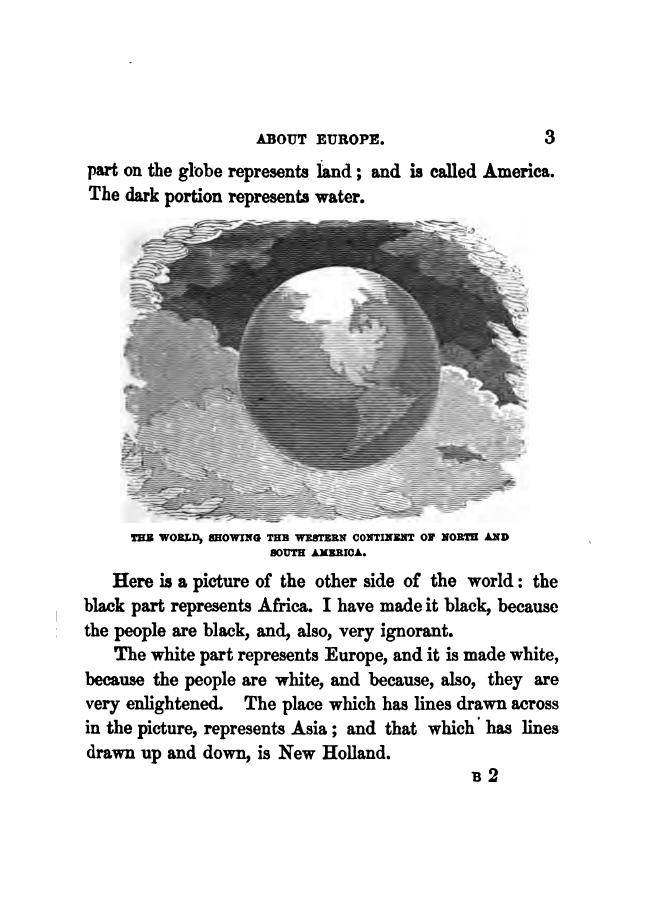 ABOUT EUROPE. 3
part on the globe represents land; and is called America.
The dark portion represents water.
THE WORLD, SHOWING THE WESTERN CONTINENT OF NORTH AND
SOUTH AMERICA.
Here is a picture of the other side of the world: the
black part represents Africa. I have made it black, because
the people are black, and, also, very ignorant.
The white part represents Europe, and it is made white,
because the people are white, and because, also, they are
very enlightened. The place which has lines drawn across
in the picture, represents Asia; and that which has lines
drawn up and down, is New Holland.
B 2